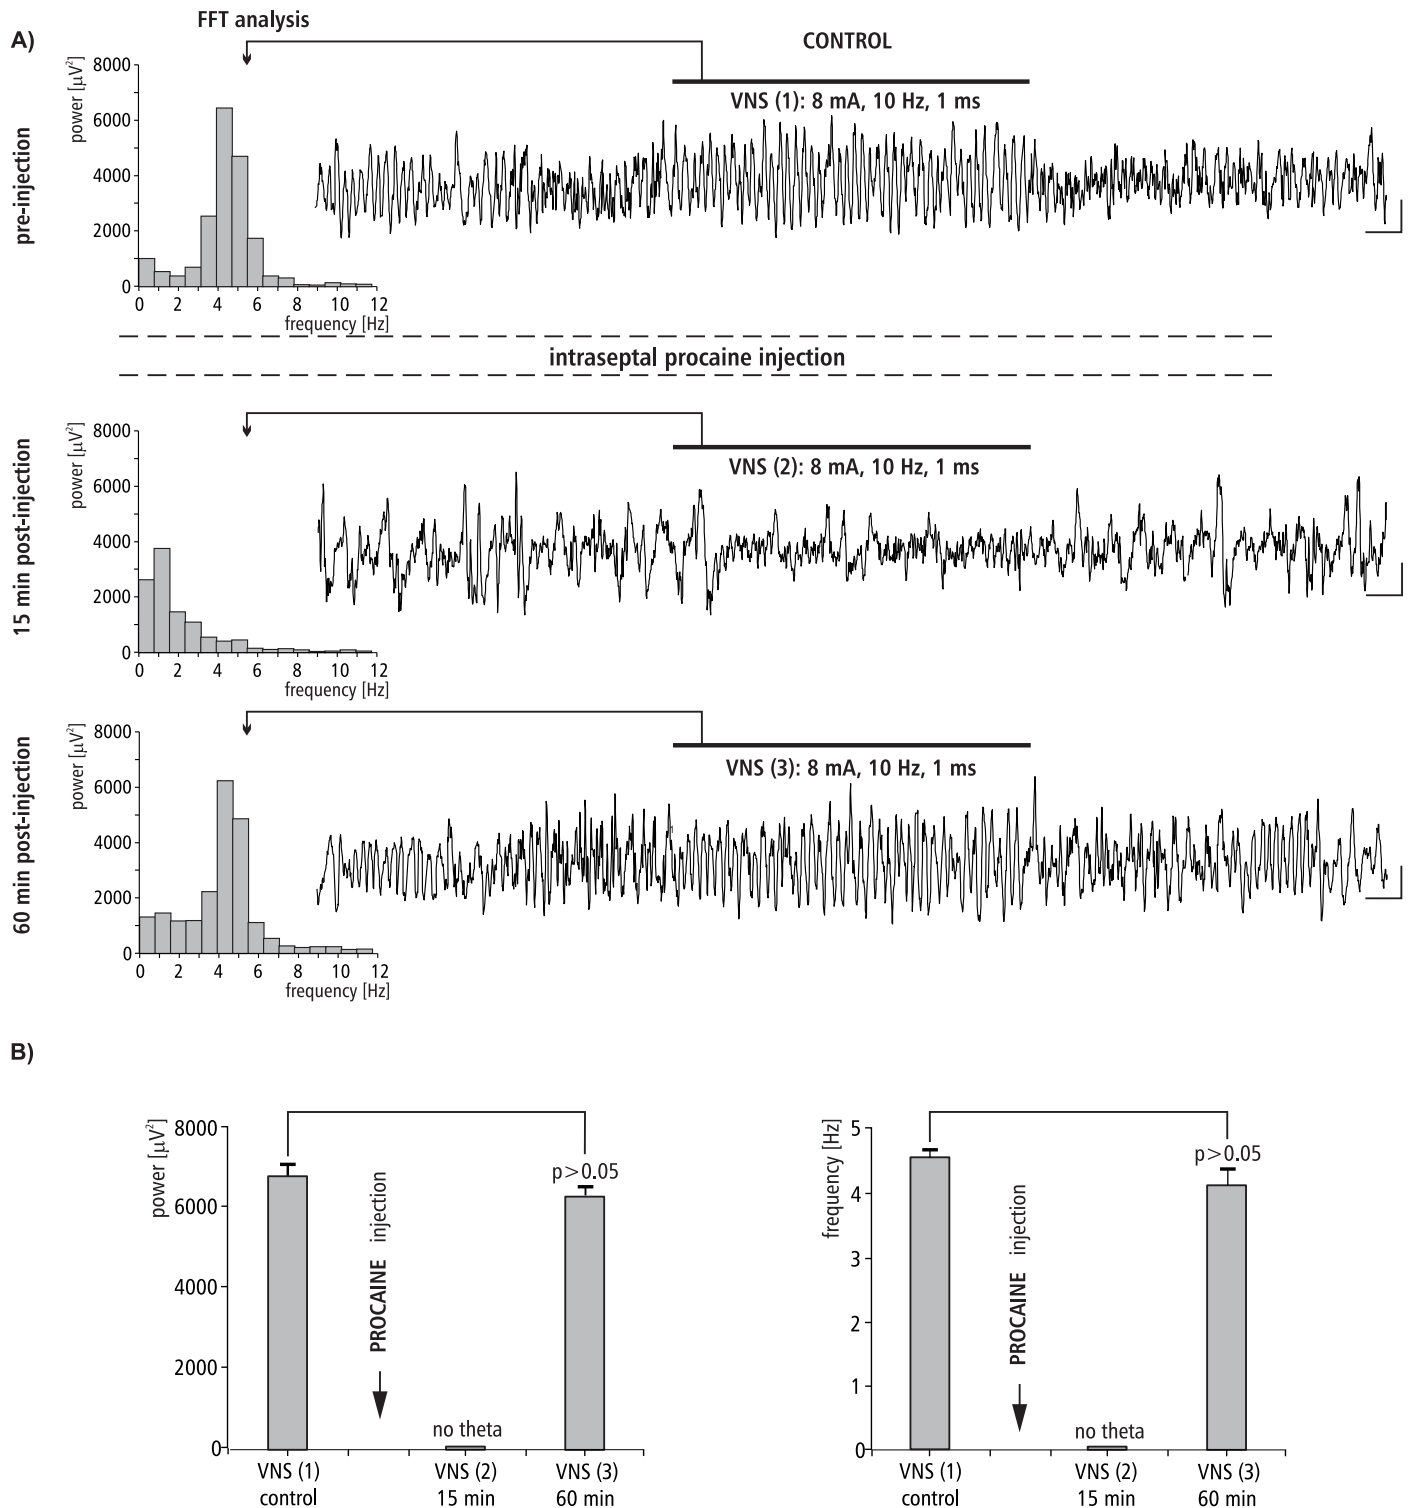 A)
FFT analysis
CONTROL
pre-injection
power [µV²]
8000
6000
4000
2000
0
0 2 4 6 8 10 12
frequency [Hz]
VNS (1): 8 mA, 10 Hz, 1 ms
intraseptal procaine injection
15 min post-injection
power [µV²]
8000
6000
4000
2000
0
0 2 4 6 8 10 12
frequency [Hz]
VNS (2): 8 mA, 10 Hz, 1 ms
60 min post-injection
power [µV²]
8000
6000
4000
2000
0
0 2 4 6 8 10 12
frequency [Hz]
VNS (3): 8 mA, 10 Hz, 1 ms
B)
power [µV²]
8000
6000
4000
2000
0
PROCAINE injection
no theta
p>0.05
VNS (1) VNS (2) VNS (3)
control 15 min 60 min
frequency [Hz]
5
4
3
2
1
0
PROCAINE injection
no theta
p>0.05
VNS (1) VNS (2) VNS (3)
control 15 min 60 min